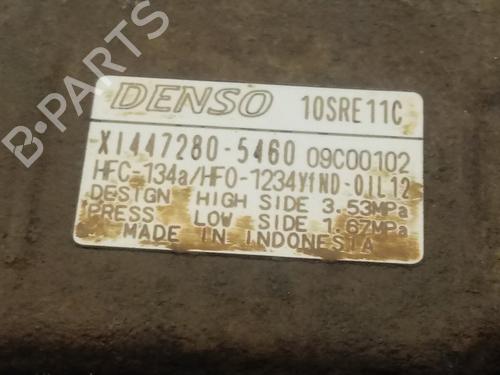 B-PARTS
DENSO 10SRE11C
X1447280-5460 09C00102
HFC-134a/HFO-1234yf ND-OIL12
DESIGN HIGH SIDE 3.53MPa
PRESS LOW SIDE 1.67MPa
MADE IN INDONESIA